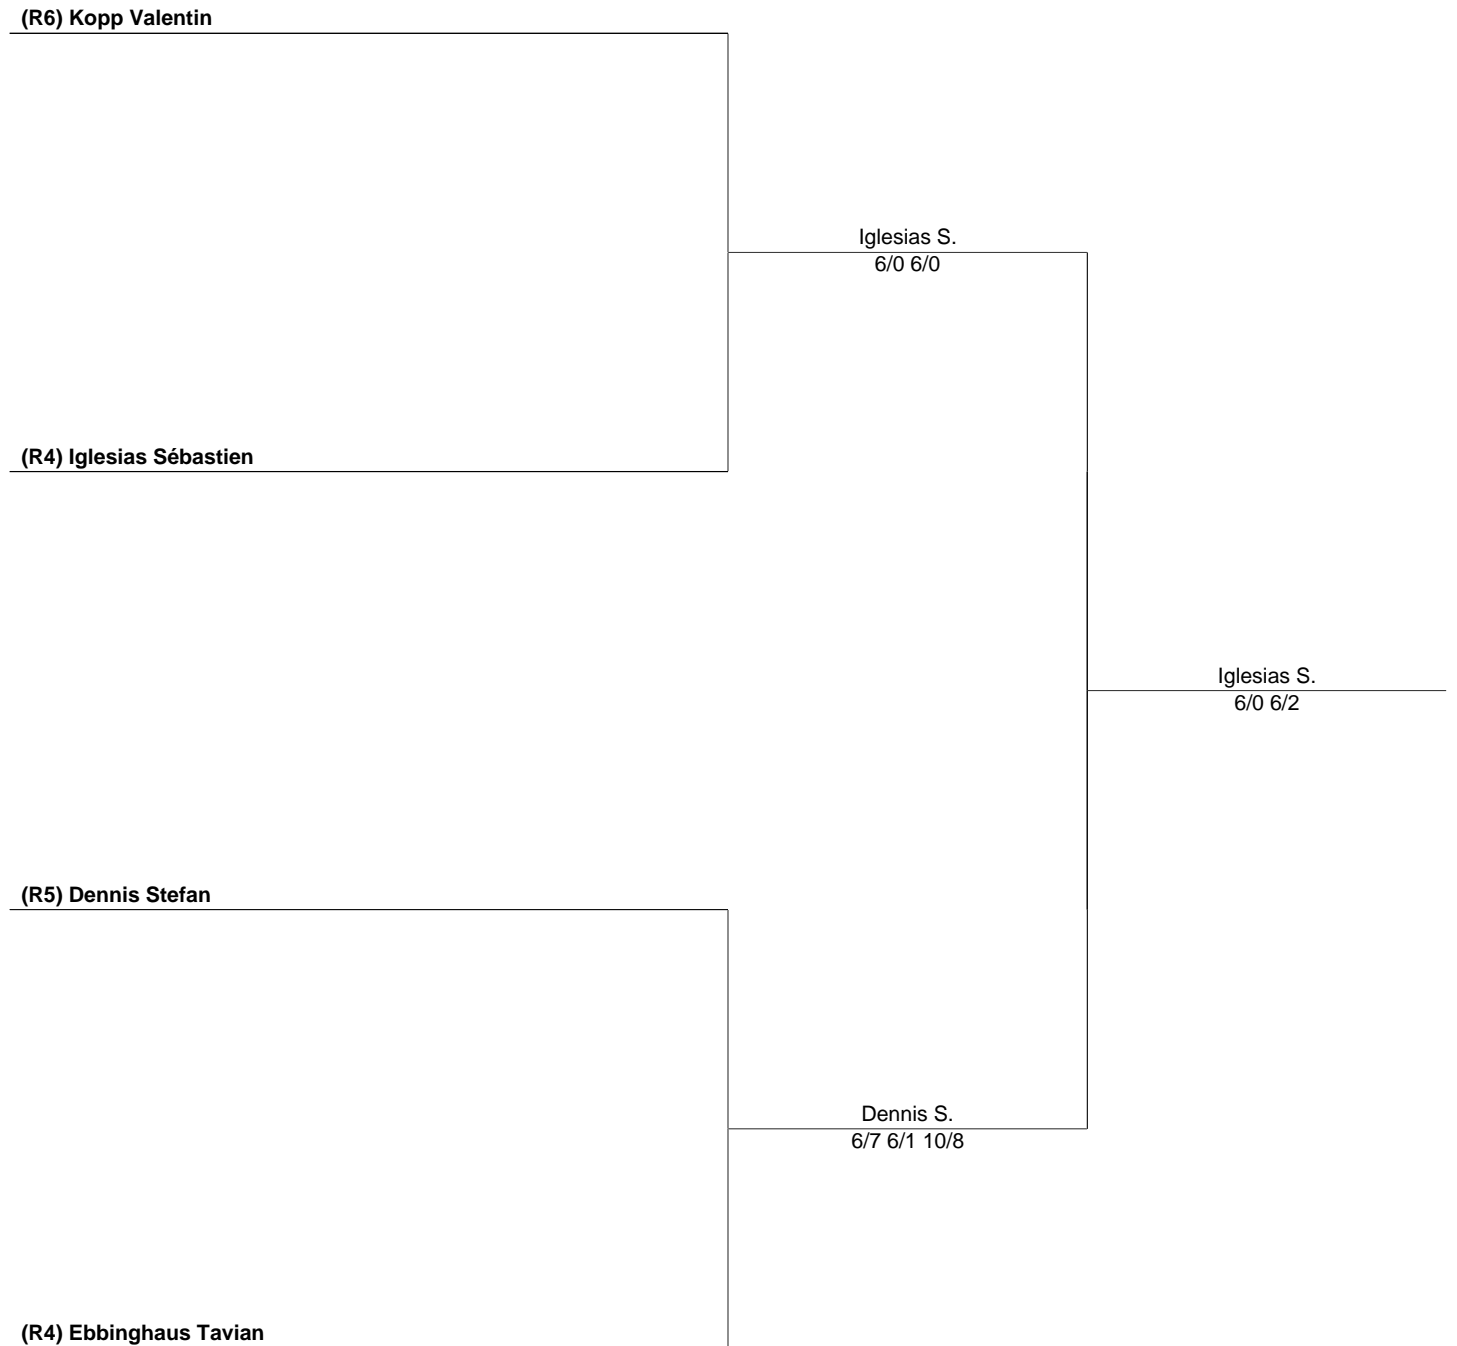 (R6) Kopp Valentin
Iglesias S.
6/0 6/0
(R4) Iglesias Sébastien
Iglesias S.
6/0 6/2
(R5) Dennis Stefan
Dennis S.
6/7 6/1 10/8
(R4) Ebbinghaus Tavian